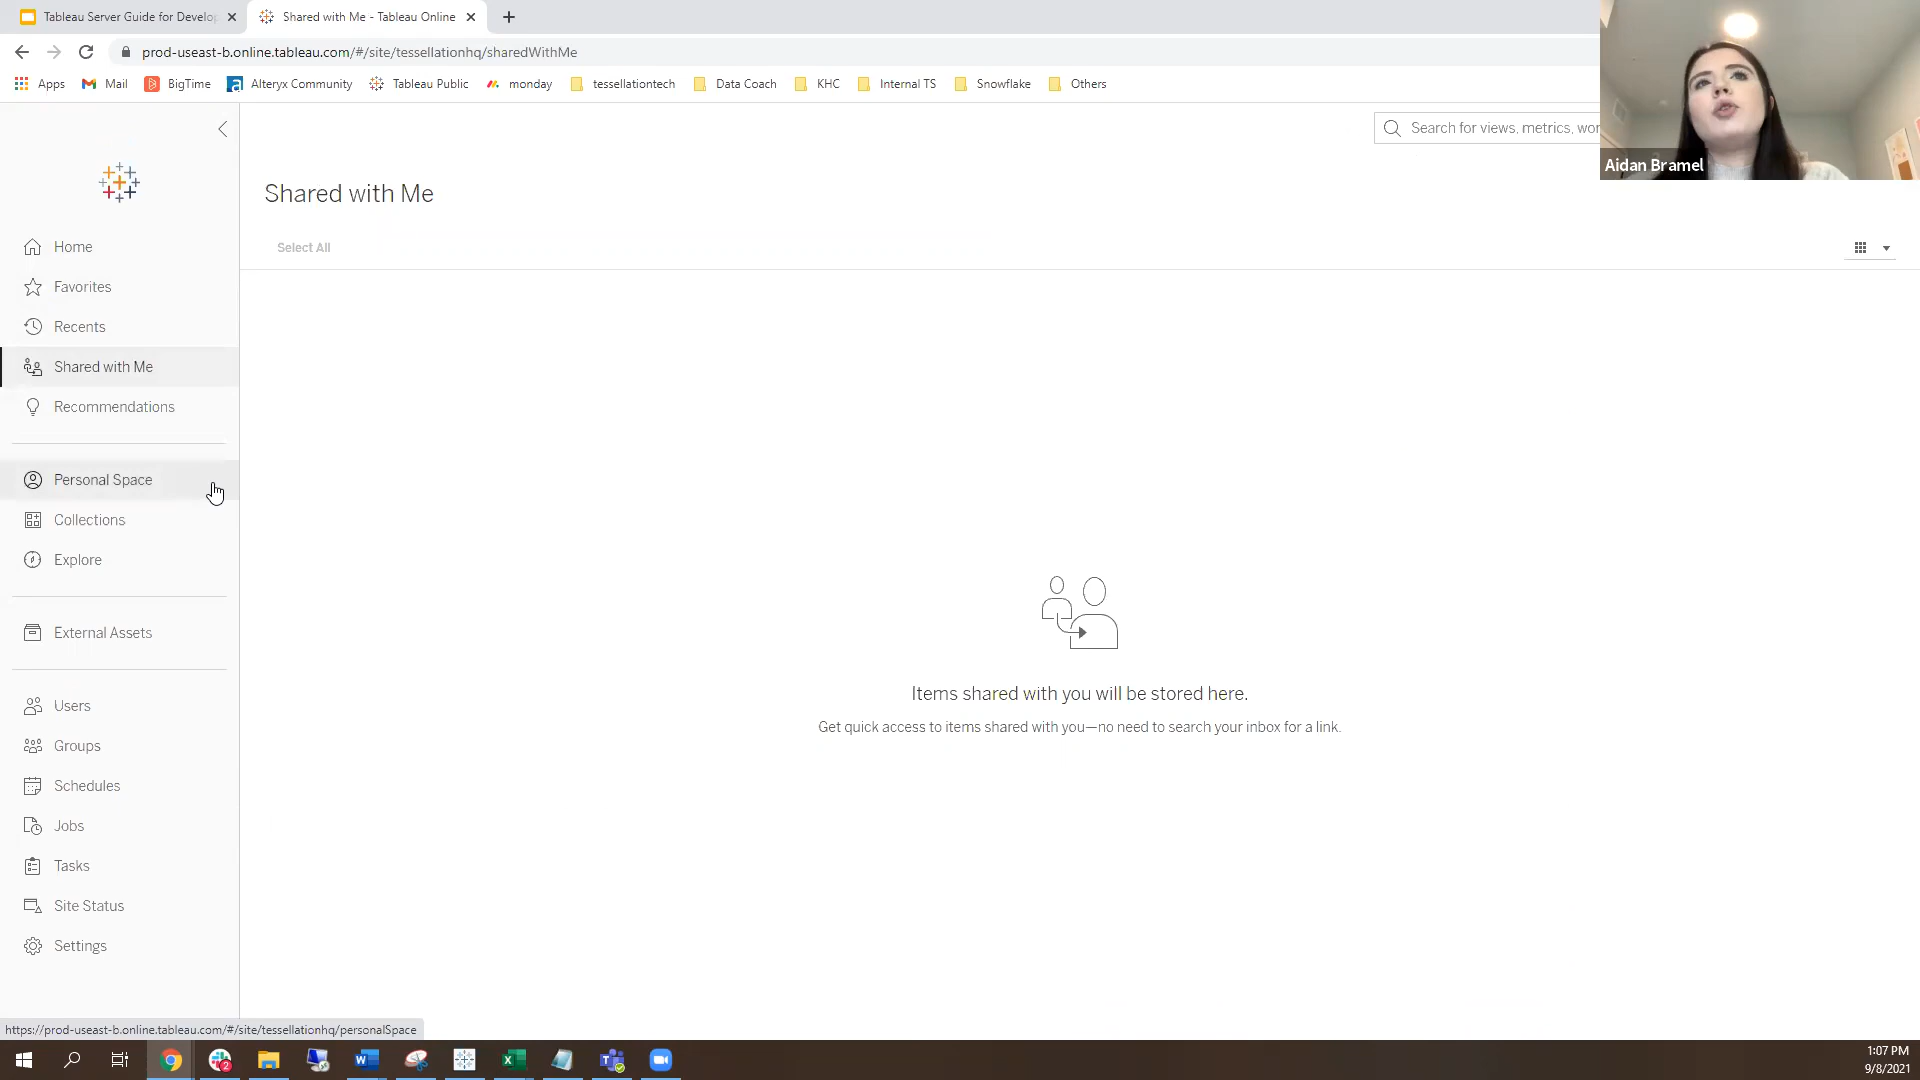 Tableau Server Guide for Develop
Shared with Me - Tableau Online
prod-useast-b.online.tableau.com/#/site/tessellationhq/sharedWithMe
Apps Mail BigTime Alteryx Community Tableau Public monday tessellationtech Data Coach KHC Internal TS Snowflake Others
Search for views, metrics, wor
Aidan Bramel
Shared with Me
Select All
Home
Favorites
Recents
Shared with Me
Recommendations
Personal Space
Collections
Explore
External Assets
Users
Groups
Schedules
Jobs
Tasks
Site Status
Settings
Items shared with you will be stored here.
Get quick access to items shared with you—no need to search your inbox for a link.
https://prod-useast-b.online.tableau.com/#/site/tessellationhq/personalSpace
2
1:07 PM
9/8/2021